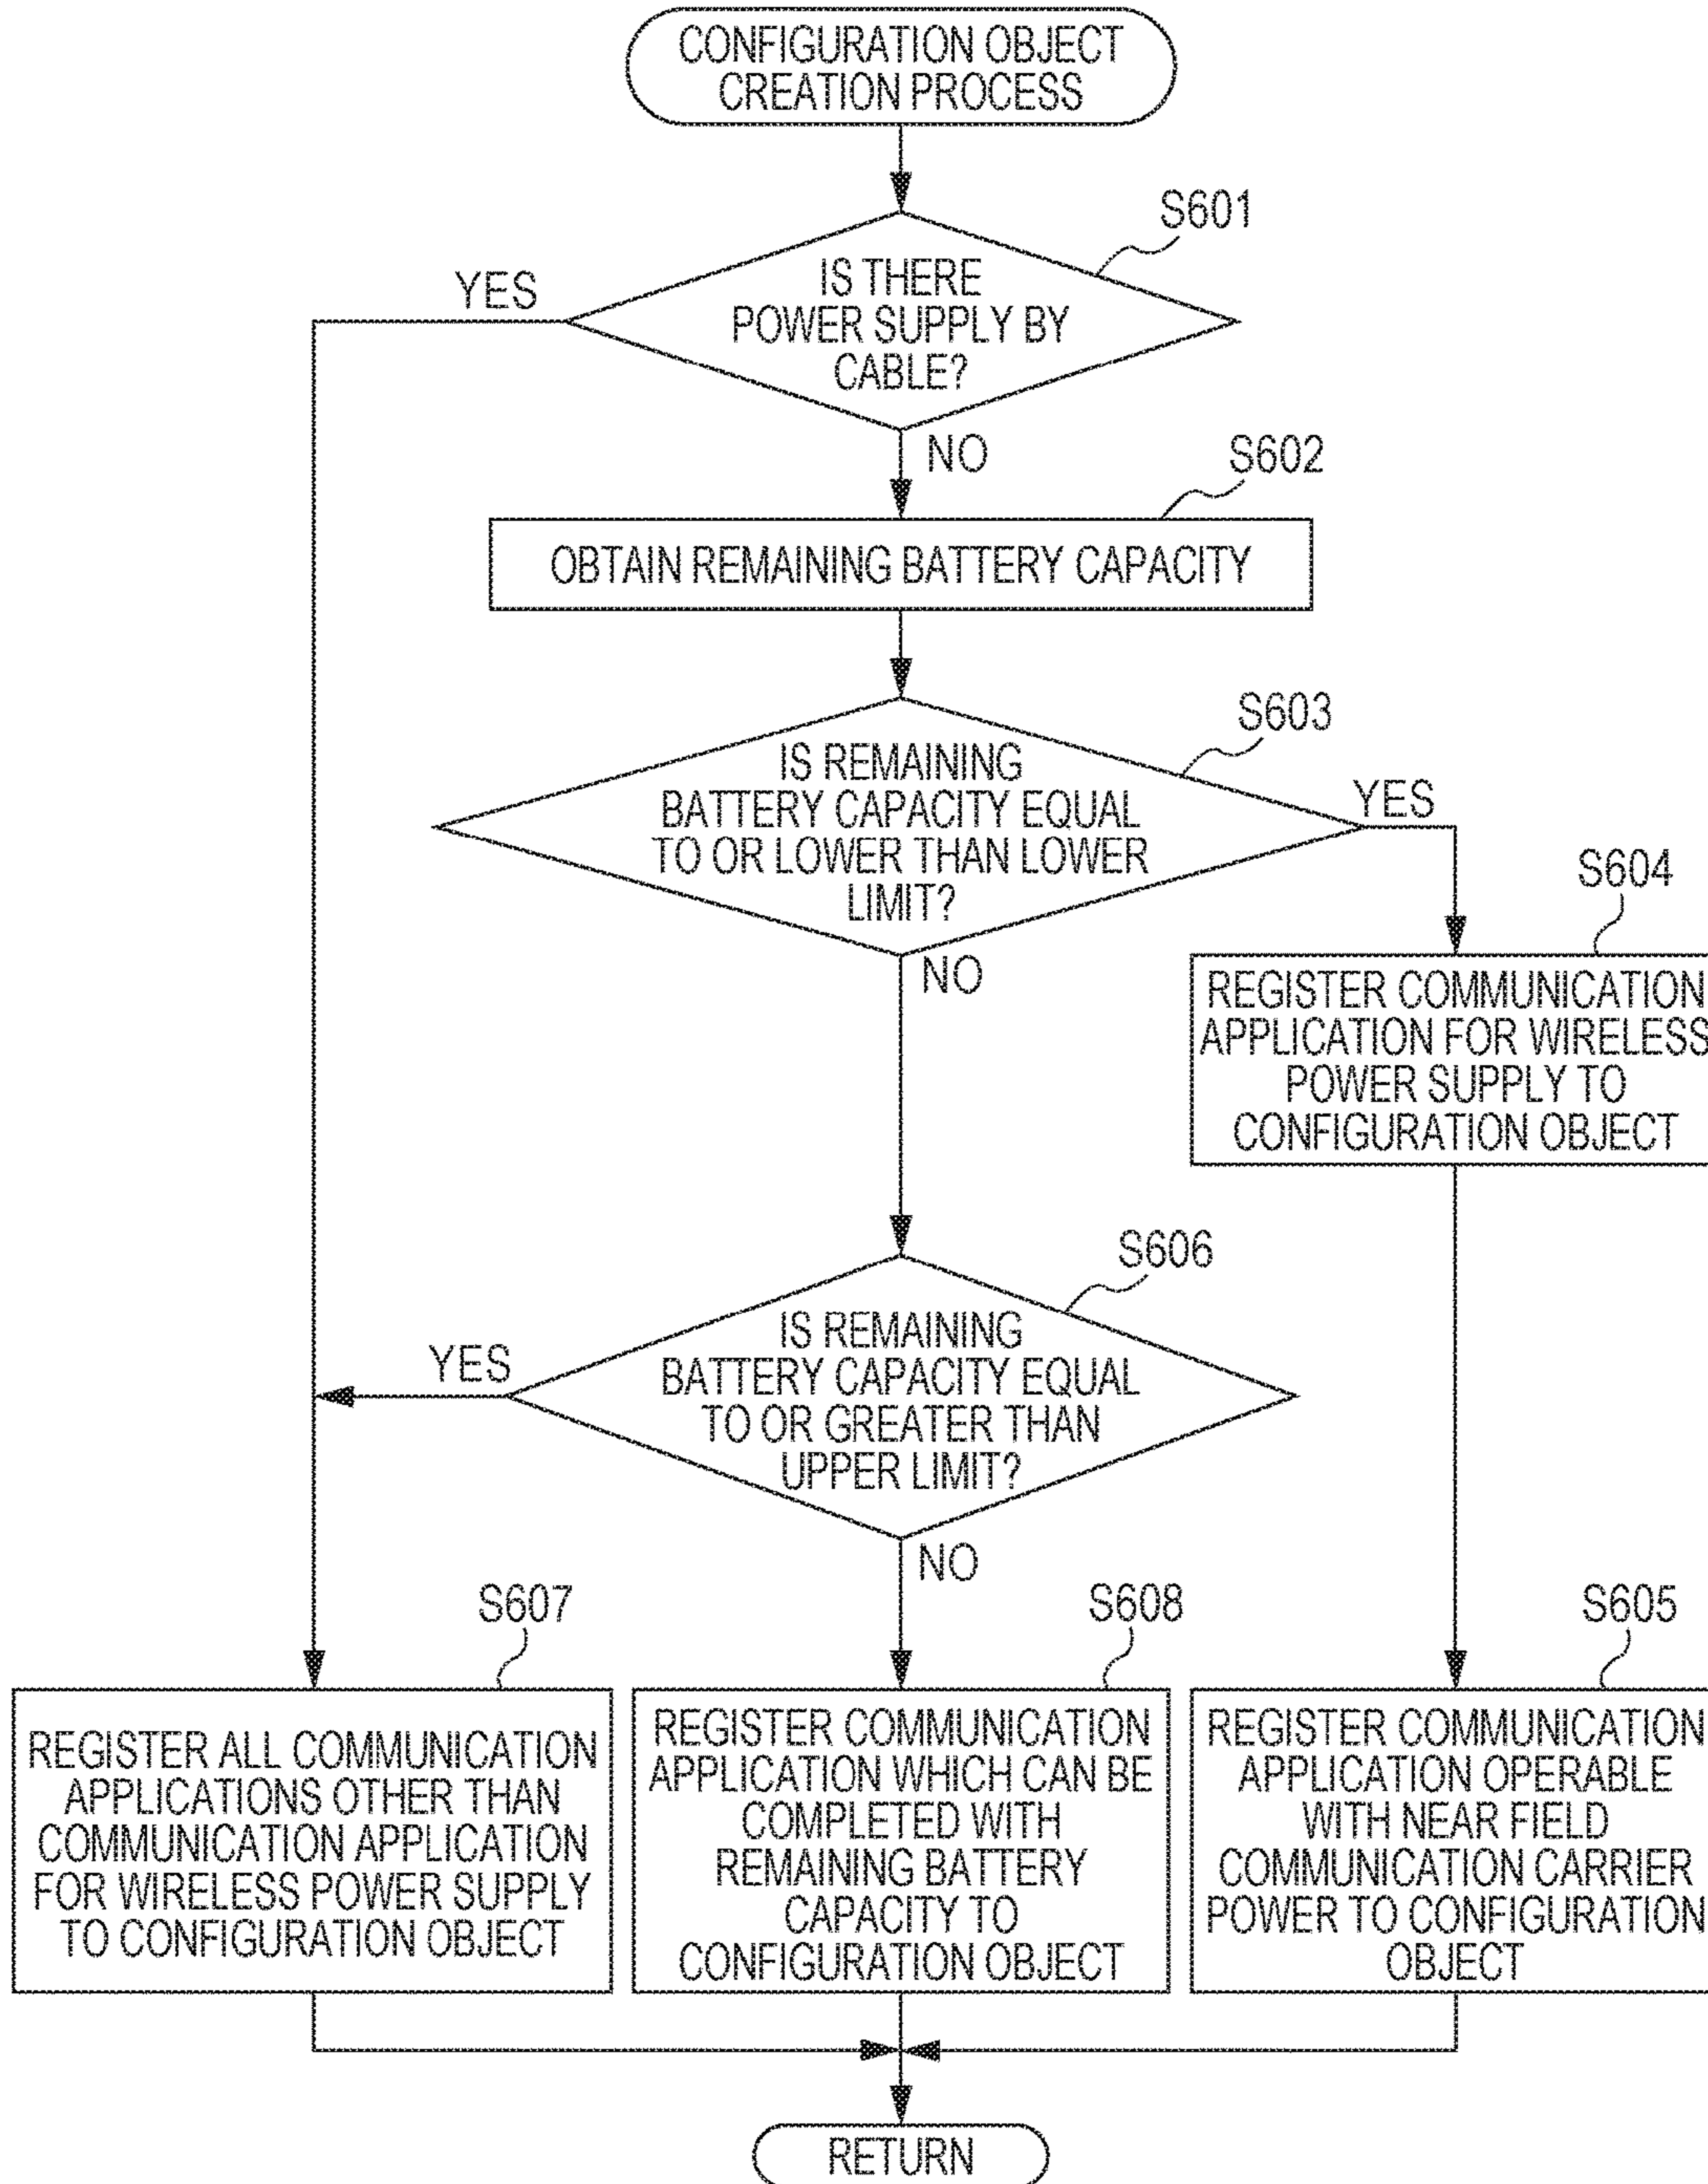 CONFIGURATION OBJECT
CREATION PROCESS
S601
YES
IS THERE
POWER SUPPLY BY
CABLE?
NO
S602
OBTAIN REMAINING BATTERY CAPACITY
S603
IS REMAINING
BATTERY CAPACITY EQUAL
TO OR LOWER THAN LOWER
LIMIT?
YES
NO
S604
REGISTER COMMUNICATION
APPLICATION FOR WIRELESS
POWER SUPPLY TO
CONFIGURATION OBJECT
S606
YES
IS REMAINING
BATTERY CAPACITY EQUAL
TO OR GREATER THAN
UPPER LIMIT?
NO
S607
REGISTER ALL COMMUNICATION
APPLICATIONS OTHER THAN
COMMUNICATION APPLICATION
FOR WIRELESS POWER SUPPLY
TO CONFIGURATION OBJECT
S608
REGISTER COMMUNICATION
APPLICATION WHICH CAN BE
COMPLETED WITH
REMAINING BATTERY
CAPACITY TO
CONFIGURATION OBJECT
S605
REGISTER COMMUNICATION
APPLICATION OPERABLE
WITH NEAR FIELD
COMMUNICATION CARRIER
POWER TO CONFIGURATION
OBJECT
RETURN